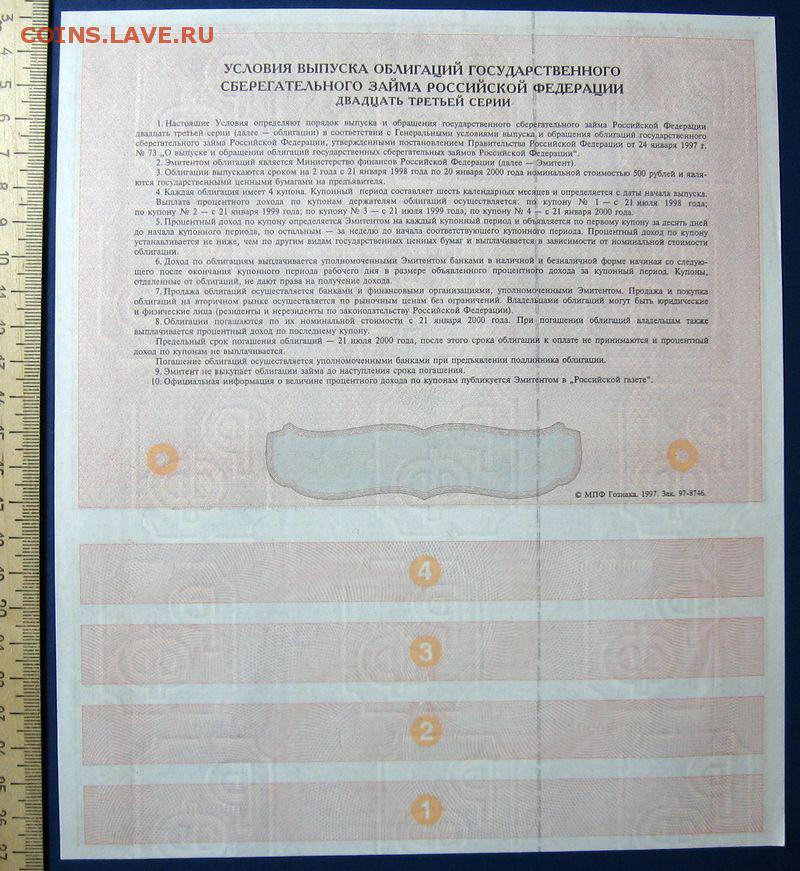 COINS.LAVE.RU
УСЛОВИЯ ВЫПУСКА ОБЛИГАЦИЙ ГОСУДАРСТВЕННОГО
СБЕРЕГАТЕЛЬНОГО ЗАЙМА РОССИЙСКОЙ ФЕДЕРАЦИИ
ДВАДЦАТЬ ТРЕТЬЕЙ СЕРИИ
1. Настоящие Условия определяют порядок выпуска и обращения государственного сберегательного займа Российской Федерации
двадцать третьей серии (далее — облигации) в соответствии с Генеральными условиями выпуска и обращения облигаций государственного
сберегательного займа Российской Федерации, утвержденными постановлением Правительства Российской Федерации от 24 января 1997 г.
№ 73 „О выпуске и обращении облигаций государственных сберегательных займов Российской Федерации“.
2. Эмитентом облигаций является Министерство финансов Российской Федерации (далее — Эмитент).
3. Облигации выпускаются сроком на 2 года с 21 января 1998 года по 20 января 2000 года номинальной стоимостью 500 рублей и явля-
ются государственными ценными бумагами на предъявителя.
4. Каждая облигация имеет 4 купона. Купонный период составляет шесть календарных месяцев и определяется с даты начала выпуска.
Выплата процентного дохода по купонам держателям облигаций осуществляется: по купону № 1 — с 21 июля 1998 года;
по купону № 2 — с 21 января 1999 года; по купону № 3 — с 21 июля 1999 года; по купону № 4 — с 21 января 2000 года.
5. Процентный доход по купону определяется Эмитентом на каждый купонный период и объявляется по первому купону за десять дней
до начала купонного периода, по остальным — за неделю до начала соответствующего купонного периода. Процентный доход по купону
устанавливается не ниже, чем по другим видам государственных ценных бумаг и выплачивается в зависимости от номинальной стоимости
облигации.
6. Доход по облигациям выплачивается уполномоченными Эмитентом банками в наличной и безналичной форме начиная со следую-
щего после окончания купонного периода рабочего дня в размере объявленного процентного дохода за купонный период. Купоны,
отделенные от облигаций, не дают права на получение дохода.
7. Продажа облигаций осуществляется банками и финансовыми организациями, уполномоченными Эмитентом. Продажа и покупка
облигаций на вторичном рынке осуществляется по рыночным ценам без ограничений. Владельцами облигаций могут быть юридические
и физические лица (резиденты и нерезиденты по законодательству Российской Федерации).
8. Облигации погашаются по их номинальной стоимости с 21 января 2000 года. При погашении облигаций владельцам также
выплачивается процентный доход по последнему купону.
Предельный срок погашения облигаций — 21 июля 2000 года, после этого срока облигации к оплате не принимаются и процентный
доход по купонам не выплачивается.
Погашение облигаций осуществляется уполномоченными банками при предъявлении подлинника облигации.
9. Эмитент не выкупает облигации займа до наступления срока погашения.
10. Официальная информация о величине процентного дохода по купонам публикуется Эмитентом в „Российской газете“.
© МПФ Гознака. 1997. Зак. 97-8746.
4
3
2
1